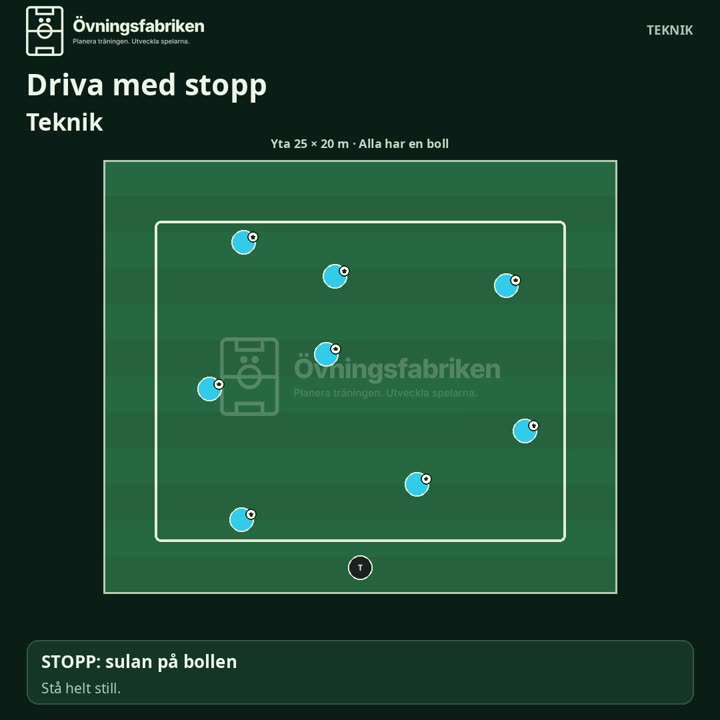 Övningsfabriken
Planera träningen. Utveckla spelarna.
TEKNIK
Driva med stopp
Teknik
Yta 25 × 20 m · Alla har en boll
Övningsfabriken
Planera träningen. Utveckla spelarna.
T
STOPP: sulan på bollen
Stå helt still.